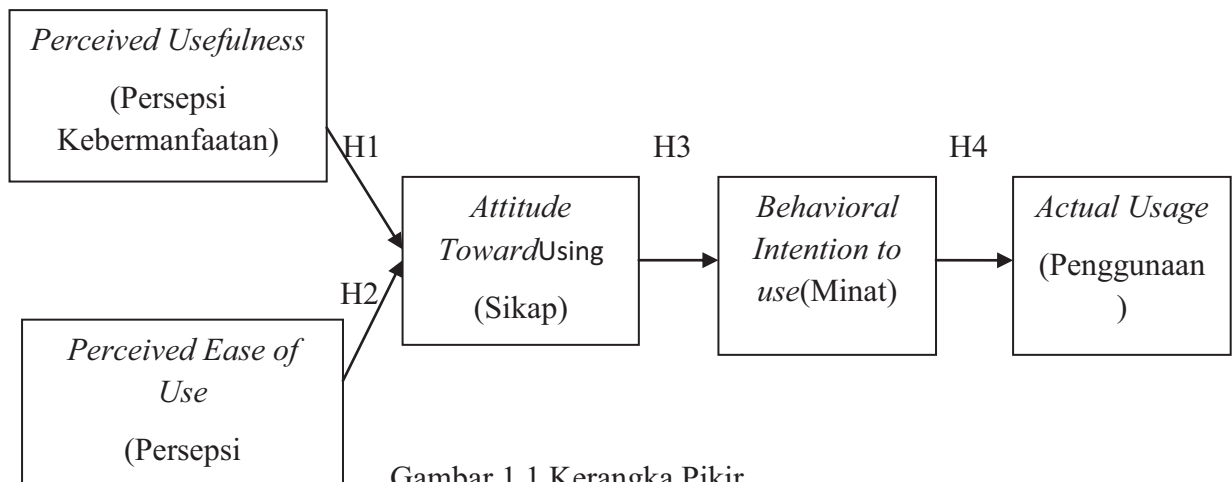 Perceived Usefulness
(Persepsi
Kebermanfaatan)
H1
H3
H4
Attitude
TowardUsing
(Sikap)
Behavioral
Intention to
use(Minat)
Actual Usage
(Penggunaan
)
H2
Perceived Ease of
Use
(Persepsi
Gambar 1.1 Kerangka Pikir